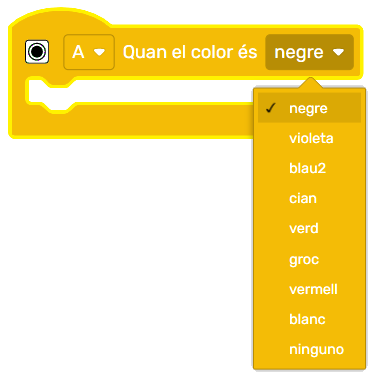 A Quan el color és negre
negre
violeta
blau2
cian
verd
groc
vermell
blanc
ninguno